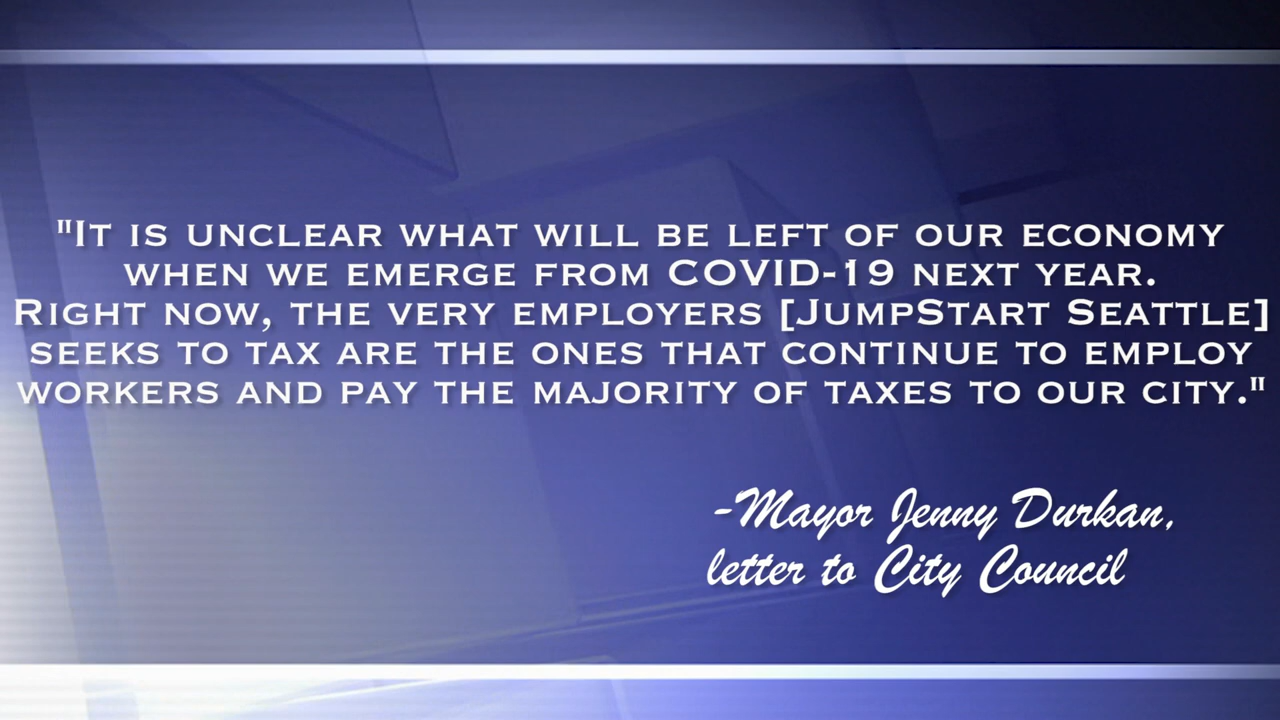 "It is unclear what will be left of our economy
when we emerge from COVID-19 next year.
Right now, the very employers [JumpStart Seattle]
seeks to tax are the ones that continue to employ
workers and pay the majority of taxes to our city."
-Mayor Jenny Durkan,
letter to City Council